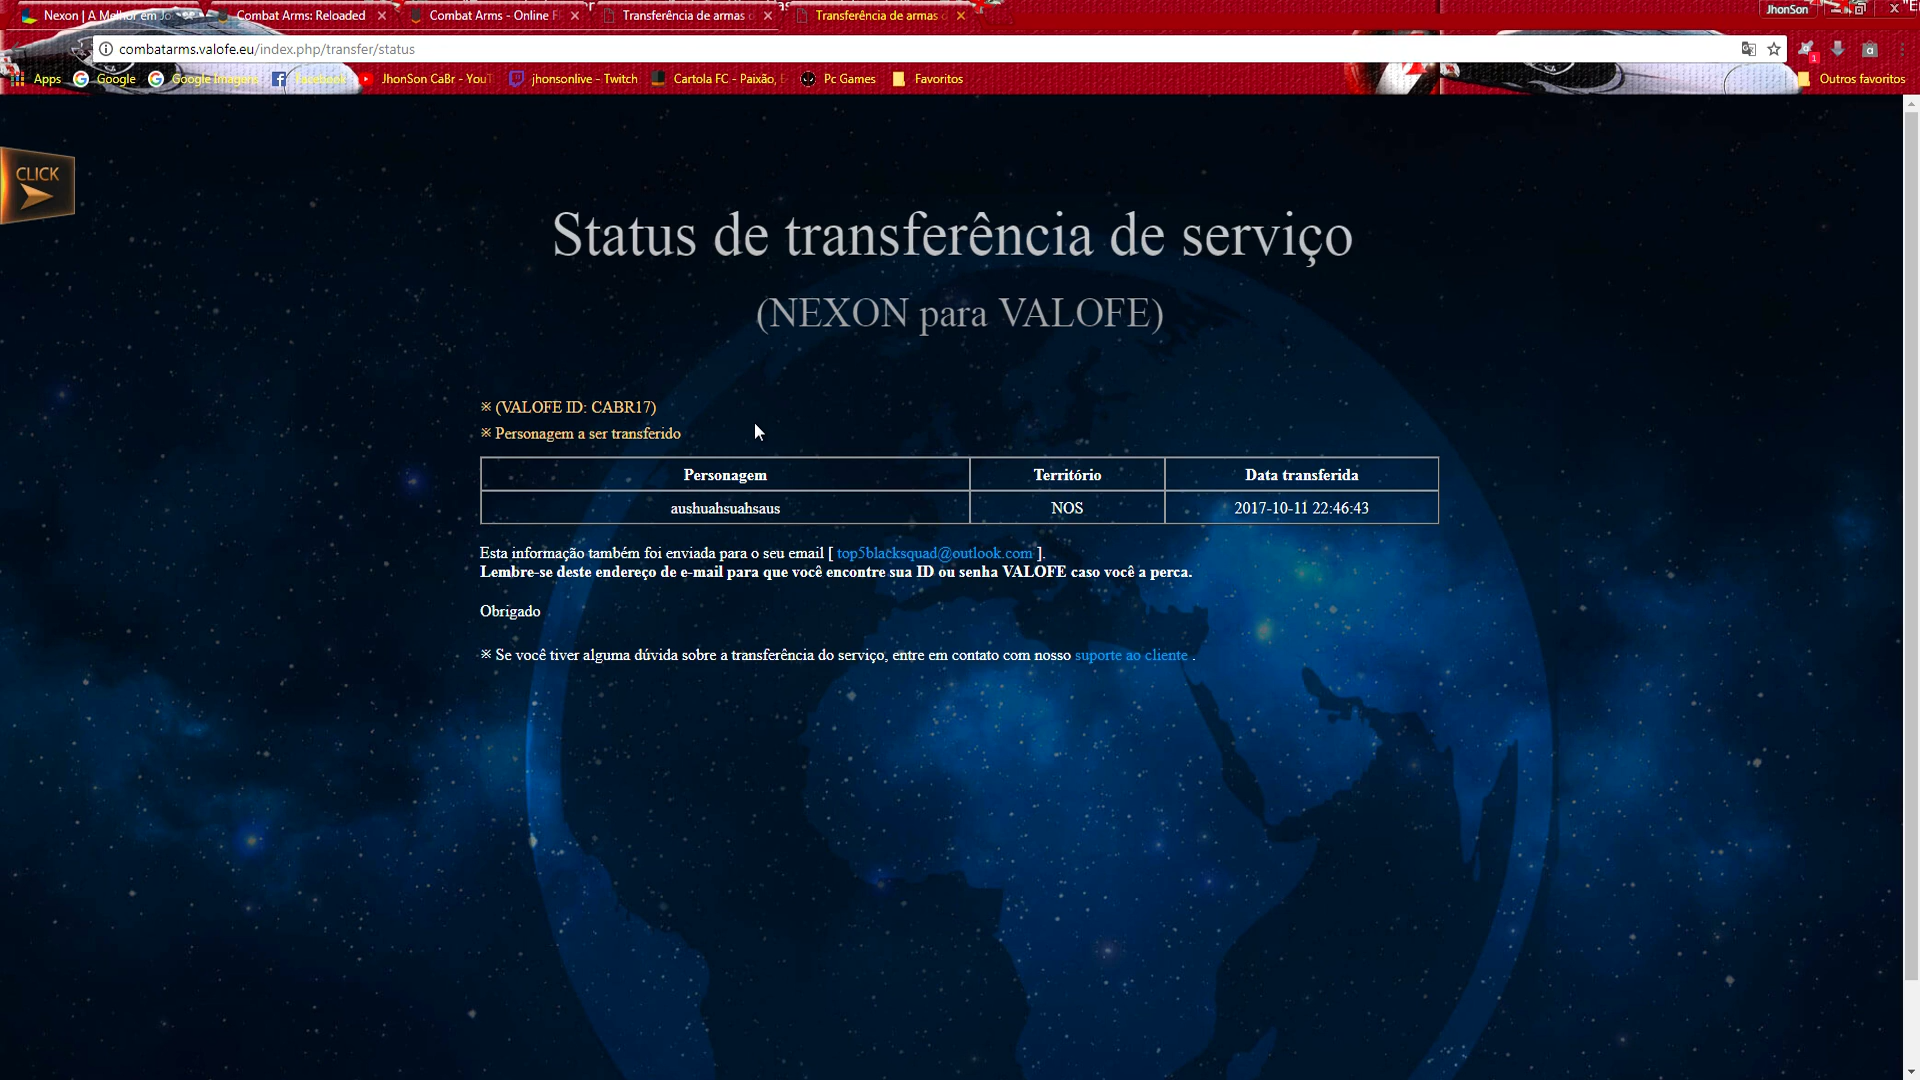 Nexon | A Melhor em Jo
Combat Arms: Reloaded
Combat Arms - Online F
Transferência de armas
Transferência de armas
JhonSon
combatarms.valofe.eu/index.php/transfer/status
Apps
Google
Google Imagens
Facebook
JhonSon CaBr - YouT
jhonsonlive - Twitch
Cartola FC - Paixão,
Pc Games
Favoritos
Outros favoritos
CLICK
Status de transferência de serviço
(NEXON para VALOFE)
※ (VALOFE ID: CABR17)
※ Personagem a ser transferido
Personagem Território Data transferida
aushuahsuahsaus NOS 2017-10-11 22:46:43
Esta informação também foi enviada para o seu email [ top5blacksquad@outlook.com ].
Lembre-se deste endereço de e-mail para que você encontre sua ID ou senha VALOFE caso você a perca.
Obrigado
※ Se você tiver alguma dúvida sobre a transferência do serviço, entre em contato com nosso suporte ao cliente .